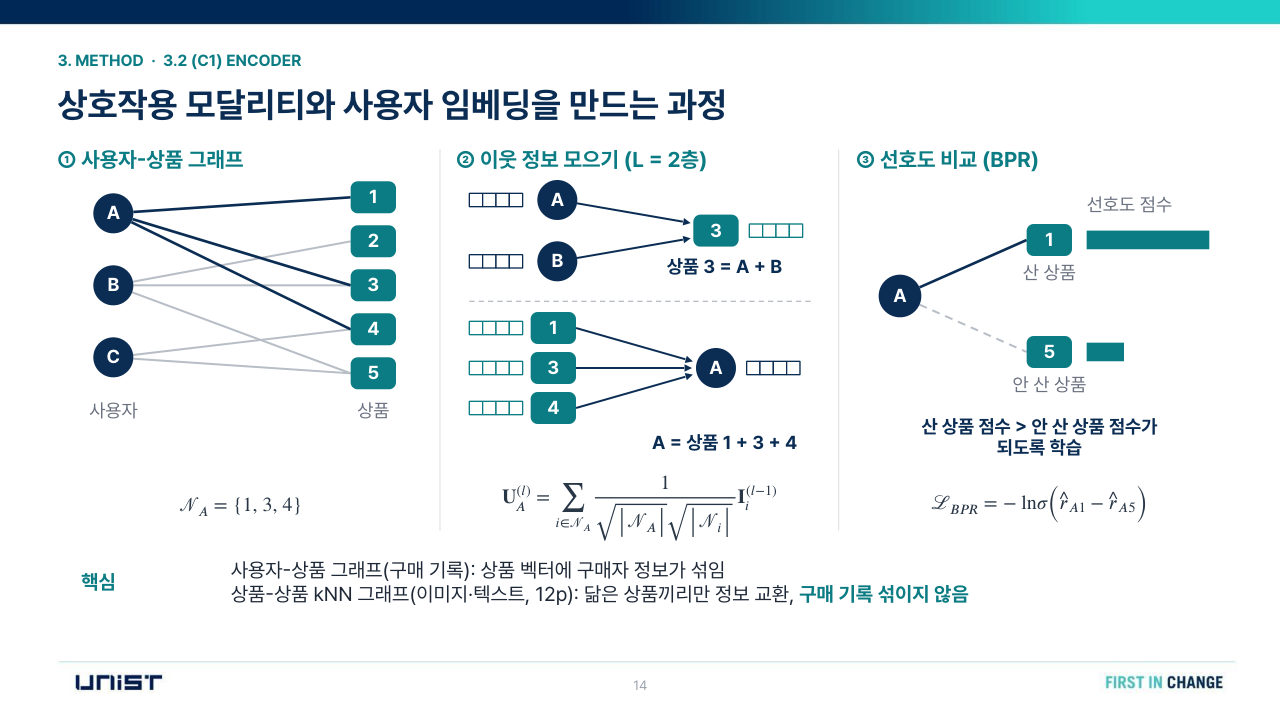 3. METHOD · 3.2 (C1) ENCODER
상호작용 모달리티와 사용자 임베딩을 만드는 과정
① 사용자-상품 그래프
A
B
C
1
2
3
4
5
사용자
상품
𝒩_A = {1, 3, 4}
② 이웃 정보 모으기 (L = 2층)
A
B
3
상품 3 = A + B
1
3
4
A
A = 상품 1 + 3 + 4
U_A^(l) = ∑_{i∈𝒩_A} 1 / (√|𝒩_A| √|𝒩_i|) I_i^(l−1)
③ 선호도 비교 (BPR)
선호도 점수
A
1
산 상품
5
안 산 상품
산 상품 점수 > 안 산 상품 점수가
되도록 학습
ℒ_BPR = − lnσ(r̂_A1 − r̂_A5)
핵심
사용자-상품 그래프(구매 기록): 상품 벡터에 구매자 정보가 섞임
상품-상품 kNN 그래프(이미지·텍스트, 12p): 닮은 상품끼리만 정보 교환, 구매 기록 섞이지 않음
UNIST
14
FIRST IN CHANGE